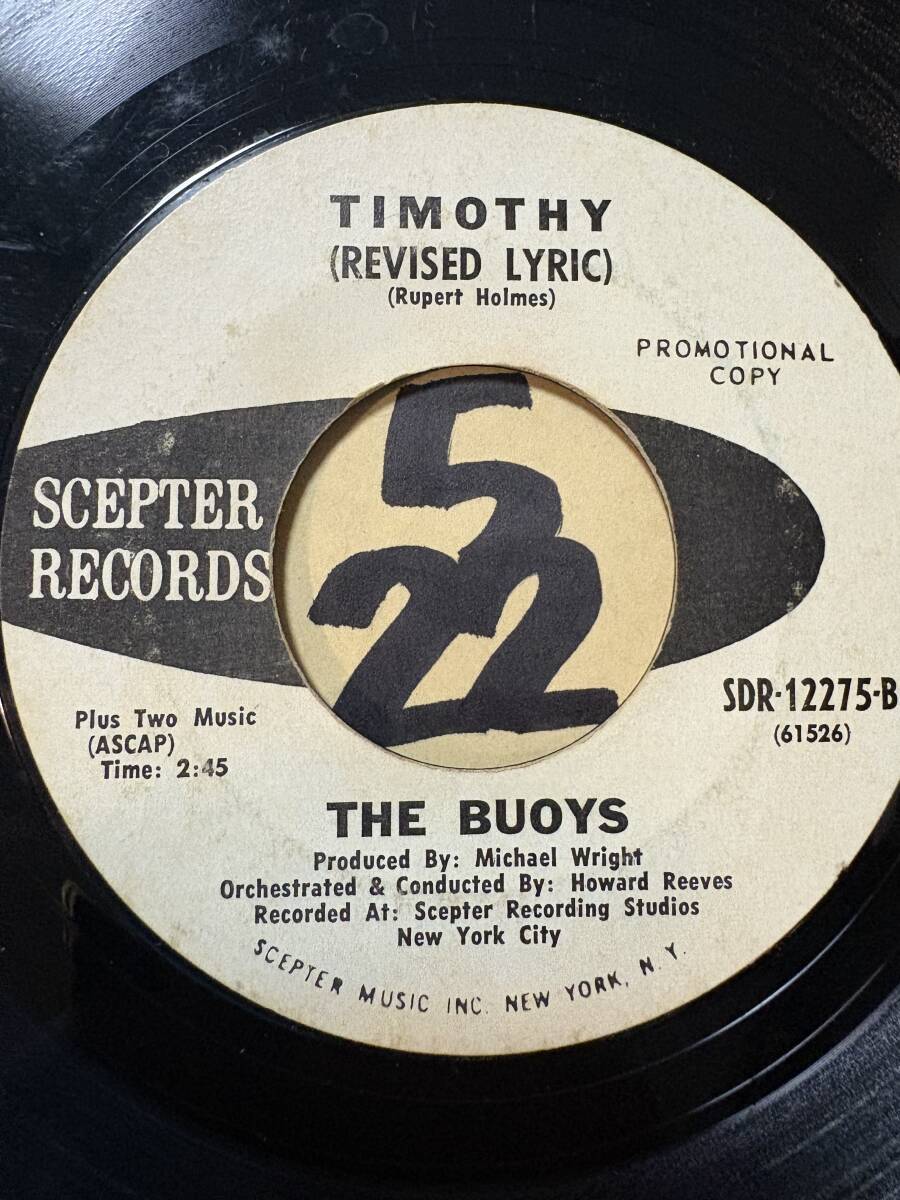 TIMOTHY
(REVISED LYRIC)
(Rupert Holmes)
PROMOTIONAL
COPY
5
22
SCEPTER
RECORDS
SDR-12275-B
(61526)
Plus Two Music
(ASCAP)
Time: 2:45
THE BUOYS
Produced By: Michael Wright
Orchestrated & Conducted By: Howard Reeves
Recorded At: Scepter Recording Studios
New York City
SCEPTER MUSIC INC. NEW YORK, N.Y.